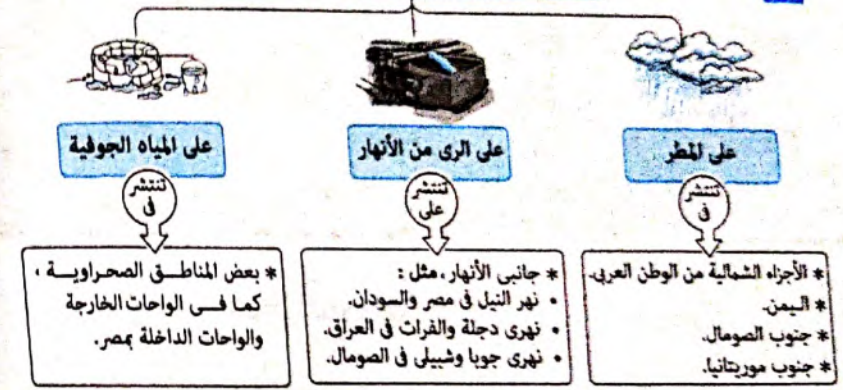 على المطر
تنتشر
فى
* الأجزاء الشمالية من الوطن العربى.
* اليمن.
* جنوب الصومال.
* جنوب موريتانيا.
على الرى من الأنهار
تنتشر
على
* جانبى الأنهار، مثل :
• نهر النيل فى مصر والسودان.
• نهرى دجلة والفرات فى العراق.
• نهرى جوبا وشبيلى فى الصومال.
على المياه الجوفية
تنتشر
فى
* بعض المناطق الصحراوية ،
كما فى الواحات الخارجة
والواحات الداخلة بمصر.